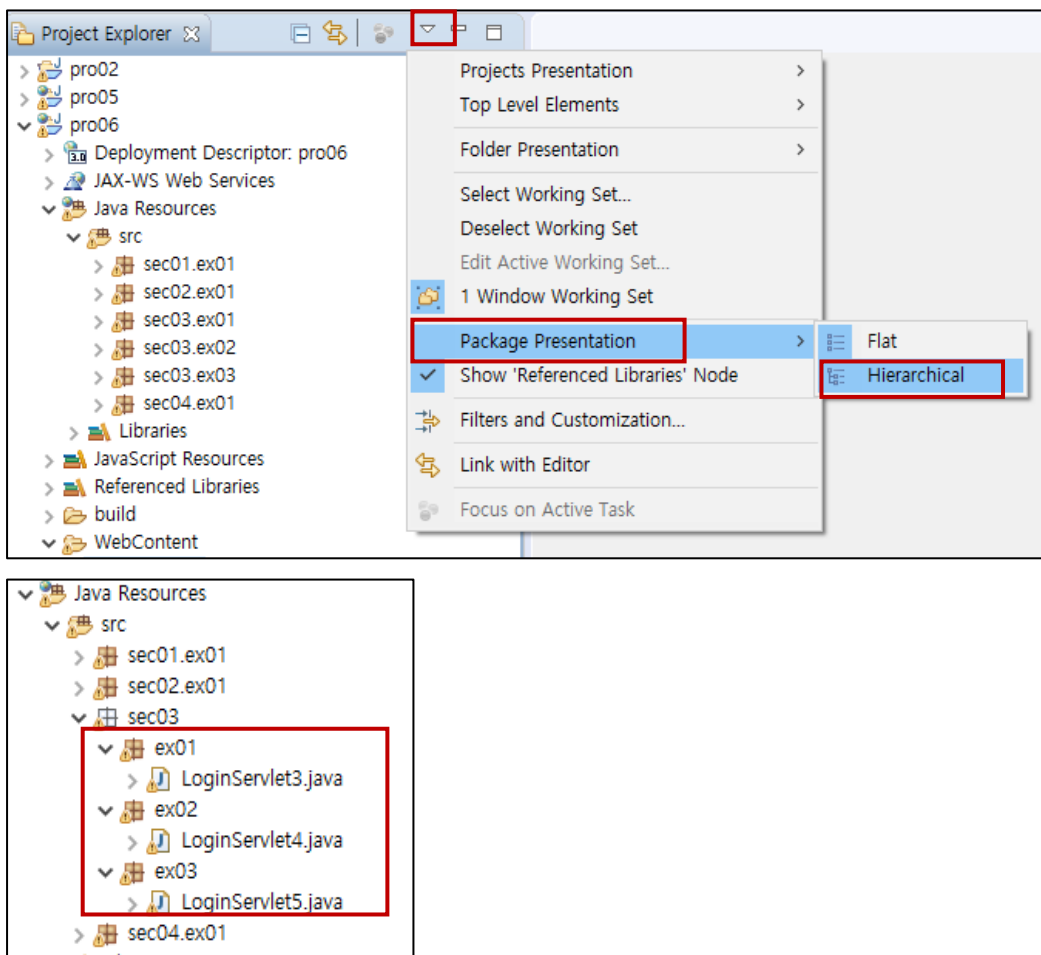 Project Explorer
pro02
pro05
pro06
Deployment Descriptor: pro06
JAX-WS Web Services
Java Resources
src
sec01.ex01
sec02.ex01
sec03.ex01
sec03.ex02
sec03.ex03
sec04.ex01
Libraries
JavaScript Resources
Referenced Libraries
build
WebContent
Projects Presentation
Top Level Elements
Folder Presentation
Select Working Set...
Deselect Working Set
Edit Active Working Set...
1 Window Working Set
Package Presentation
Show 'Referenced Libraries' Node
Filters and Customization...
Link with Editor
Focus on Active Task
Flat
Hierarchical
Java Resources
src
sec01.ex01
sec02.ex01
sec03
ex01
LoginServlet3.java
ex02
LoginServlet4.java
ex03
LoginServlet5.java
sec04.ex01